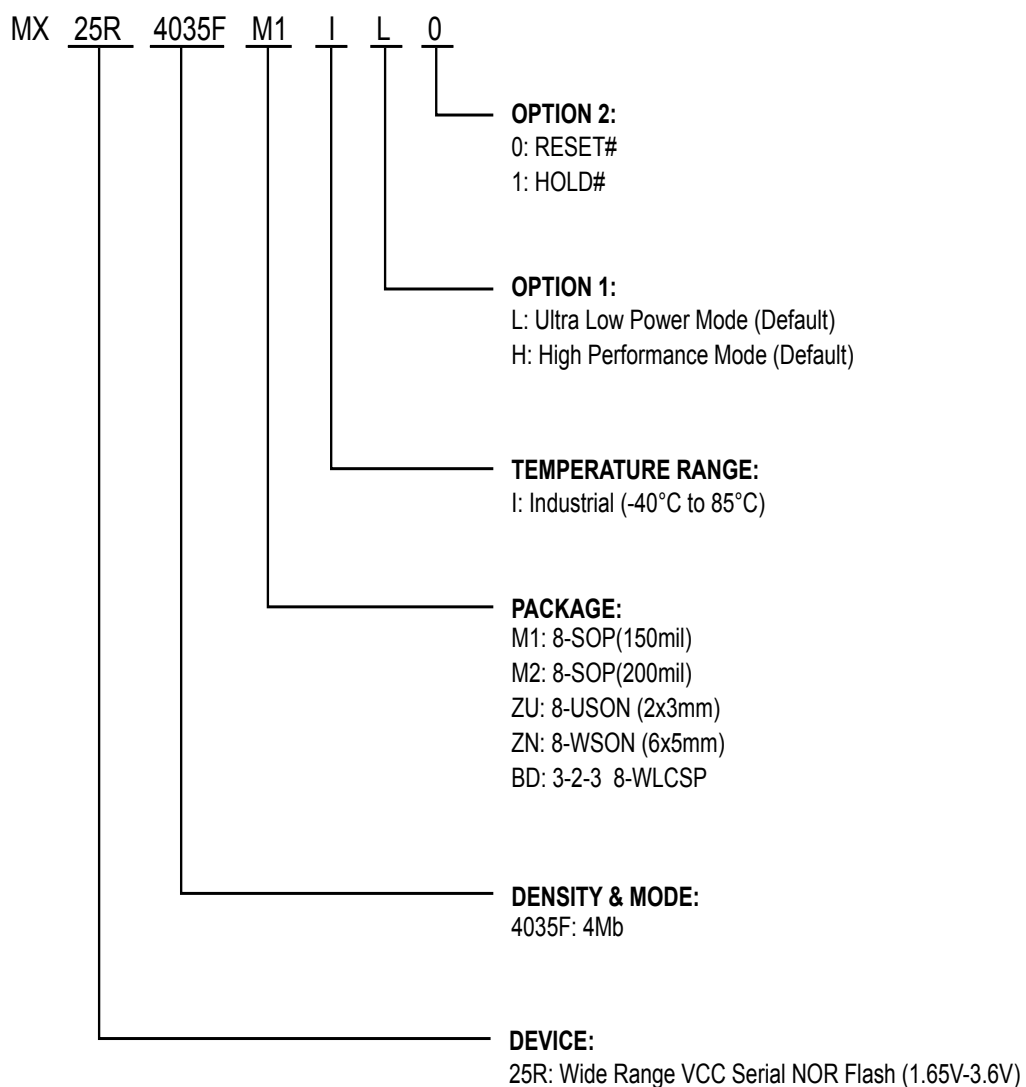 MX 25R 4035F M1 I L 0
OPTION 2:
0: RESET#
1: HOLD#
OPTION 1:
L: Ultra Low Power Mode (Default)
H: High Performance Mode (Default)
TEMPERATURE RANGE:
I: Industrial (-40°C to 85°C)
PACKAGE:
M1: 8-SOP(150mil)
M2: 8-SOP(200mil)
ZU: 8-USON (2x3mm)
ZN: 8-WSON (6x5mm)
BD: 3-2-3 8-WLCSP
DENSITY & MODE:
4035F: 4Mb
DEVICE:
25R: Wide Range VCC Serial NOR Flash (1.65V-3.6V)